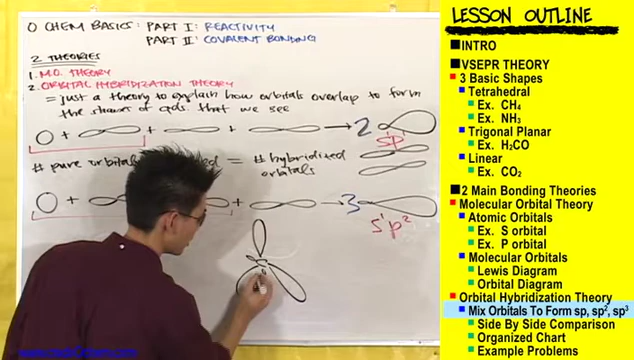 O CHEM BASICS: PART I: REACTIVITY
PART II: COVALENT BONDING
2 THEORIES
1. M.O. THEORY
2. ORBITAL HYBRIDIZATION THEORY
= just a theory to explain how orbitals overlap to form
the shapes of cpds. that we see
+ + + → 2
sp
# pure orbitals = # hybridized
orbitals
+ + + → 3
s¹p²
LESSON OUTLINE
INTRO
VSEPR THEORY
3 Basic Shapes
Tetrahedral
Ex. CH₄
Ex. NH₃
Trigonal Planar
Ex. H₂CO
Linear
Ex. CO₂
2 Main Bonding Theories
Molecular Orbital Theory
Atomic Orbitals
Ex. S orbital
Ex. P orbital
Molecular Orbitals
Lewis Diagram
Orbital Diagram
Orbital Hybridization Theory
Mix Orbitals To Form sp, sp², sp³
Side By Side Comparison
Organized Chart
Example Problems